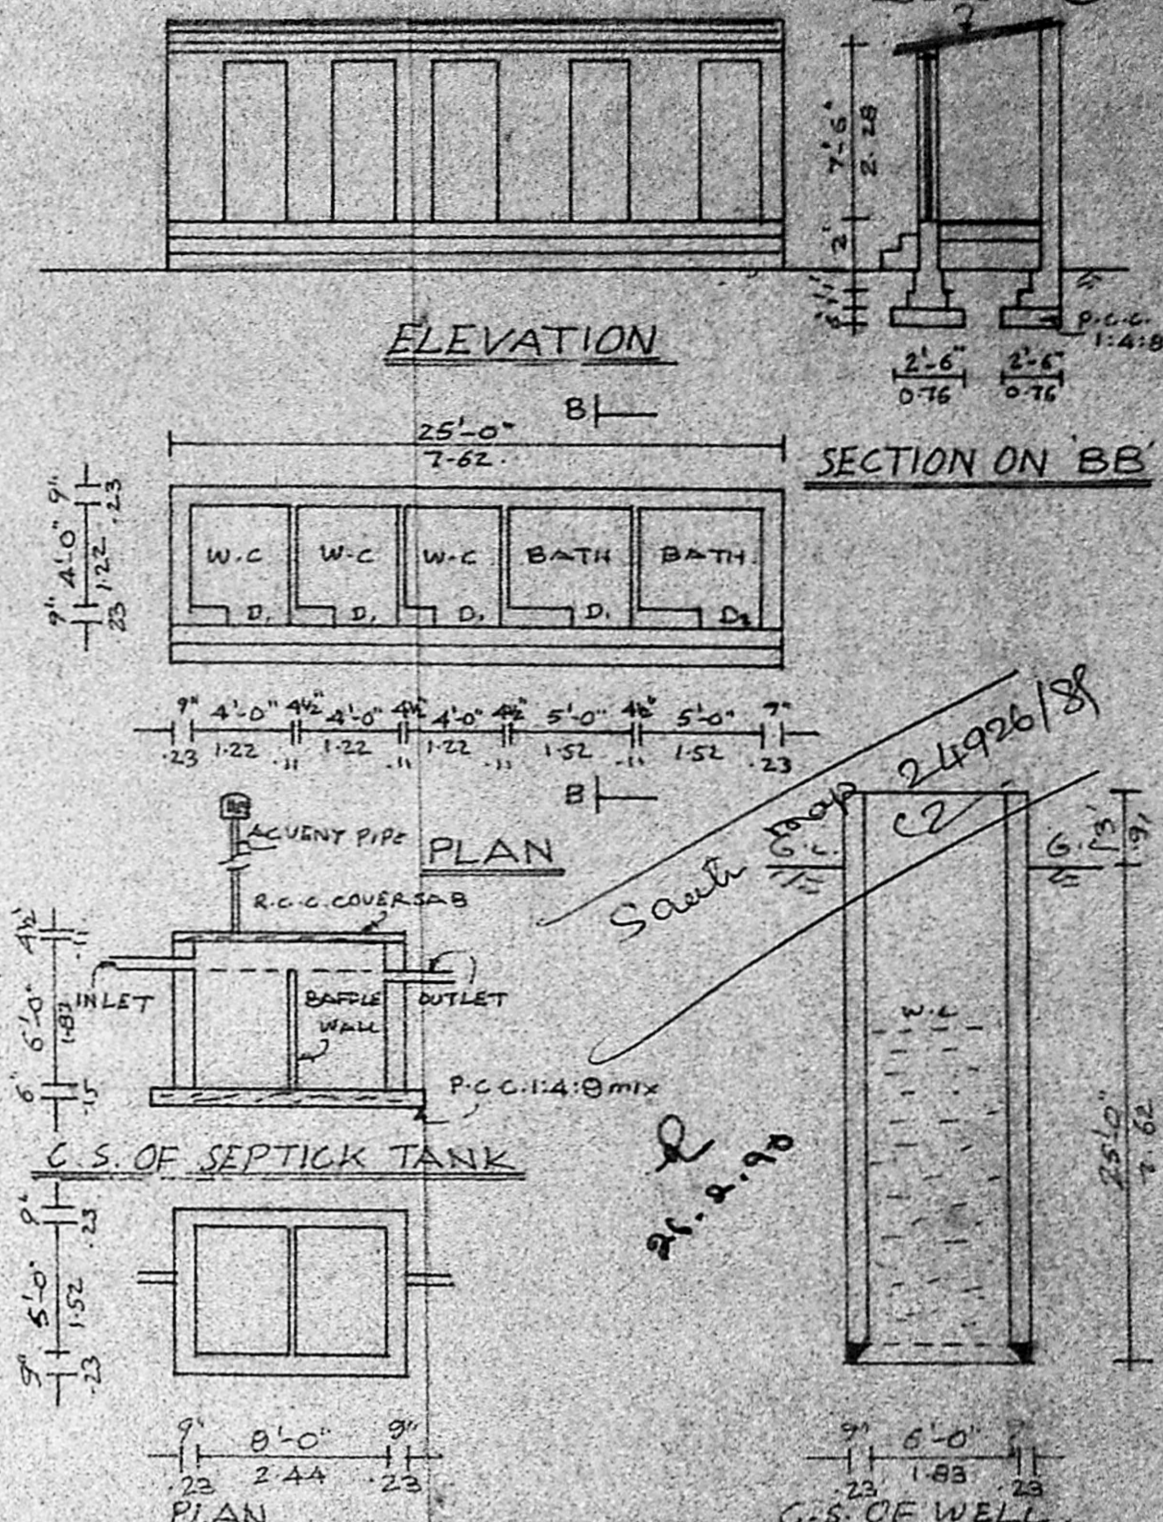 7'-6"
2.28
2'
P.C.C.
1:4:8
2'-6" 2'-6"
0.76 0.76
ELEVATION
SECTION ON 'BB'
B
25'-0"
7.62.
9" 4'-0" 9"
.23 1.22 .23
W.C W.C W.C BATH BATH
D. D. D. D.
9" 4'-0" 4½" 4'-0" 4½" 4'-0" 4½" 5'-0" 4½" 5'-0" 9"
.23 1.22 .11 1.22 .11 1.22 .11 1.52 .11 1.52 .23
B
PLAN
ACUENT PIPE
R.C.C. COVER SAB
4½" 6'-0" 6"
.11 1.83 .15
INLET
BAFFLE
WALL
OUTLET
P.C.C.1:4:8 mix
C.S. OF SEPTICK TANK
9" 5'-0" 9"
.23 1.52 .23
9" 8'-0" 9"
.23 2.44 .23
PLAN
24926/89
C2
G.L.
3'
.91
W.L
25'-0"
7.62
9" 6'-0"
.23 1.83 .23
C.S. OF WELL.